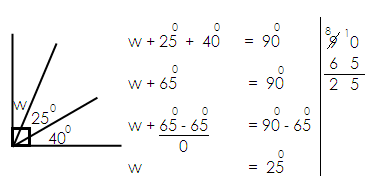 w + 25⁰ + 40⁰ = 90⁰
w + 65⁰ = 90⁰
w + 65⁰ - 65⁰ = 90⁰ - 65⁰
0
w = 25⁰
8 1
9 0
6 5
2 5
w
25⁰
40⁰